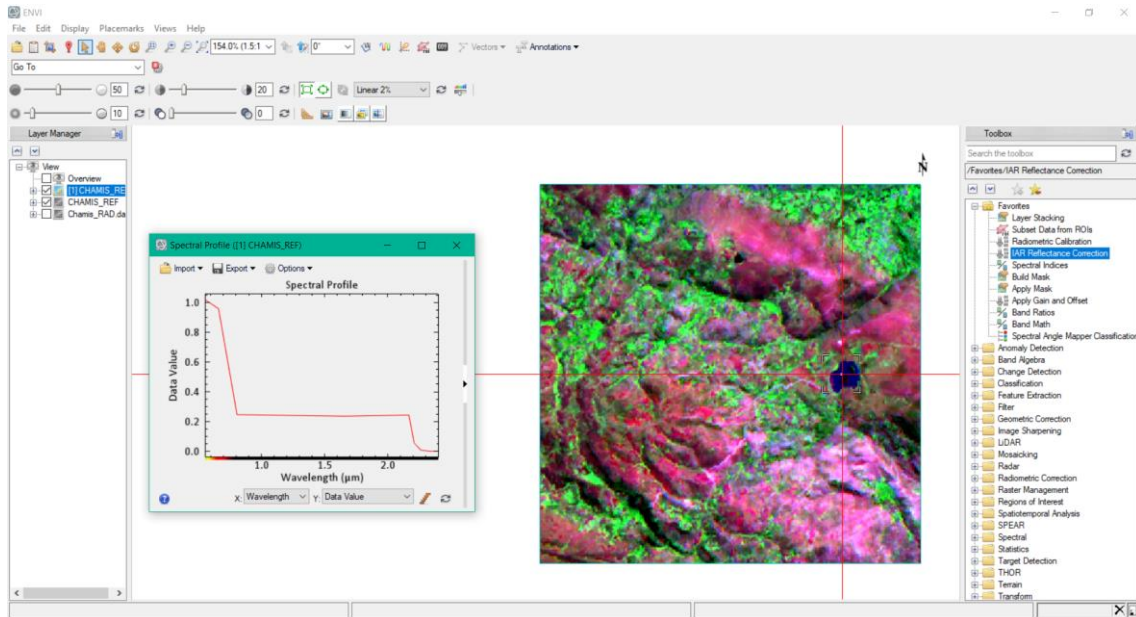 ENVI
File Edit Display Placemarks Views Help
154.0% (1.5:1 0° Vectors Annotations
Go To
50 20 Linear 2%
10 0
Layer Manager
View
Overview
[1] CHAMIS_RE
CHAMIS_REF
Chamis_RAD.da
Spectral Profile ([1] CHAMIS_REF)
Import Export Options
Spectral Profile
1.0
0.8
0.6
0.4
0.2
0.0
Data Value
1.0 1.5 2.0
Wavelength (µm)
X: Wavelength Y: Data Value
N
Toolbox
Search the toolbox
/Favorites/IAR Reflectance Correction
Favorites
Layer Stacking
Subset Data from ROIs
Radiometric Calibration
IAR Reflectance Correction
Spectral Indices
Build Mask
Apply Mask
Apply Gain and Offset
Band Ratios
Band Math
Spectral Angle Mapper Classification
Anomaly Detection
Band Algebra
Change Detection
Classification
Feature Extraction
Filter
Geometric Correction
Image Sharpening
LiDAR
Mosaicking
Radar
Radiometric Correction
Raster Management
Regions of Interest
Spatiotemporal Analysis
SPEAR
Spectral
Statistics
Target Detection
THOR
Terrain
Transform